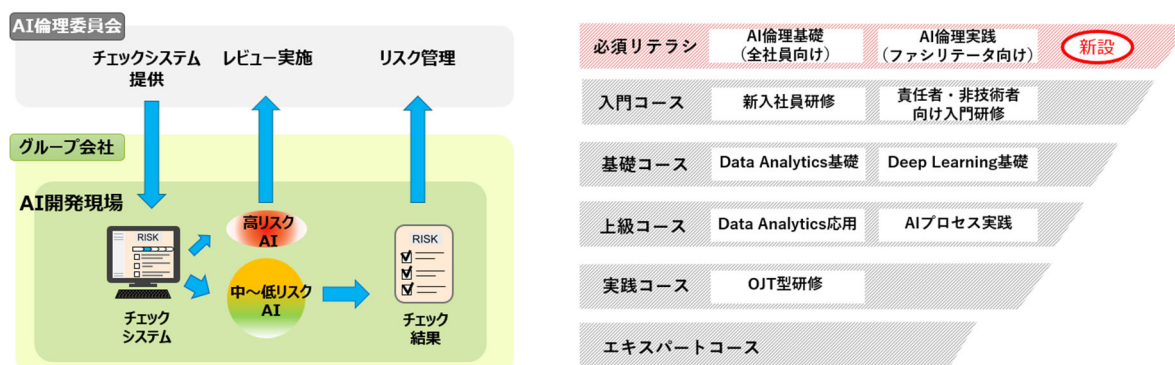 AI倫理委員会
チェックシステム
提供
レビュー実施
リスク管理
グループ会社
AI開発現場
RISK
チェック
システム
高リスク
AI
中～低リスク
AI
RISK
チェック
結果
必須リテラシ
AI倫理基礎
(全社員向け)
AI倫理実践
(ファシリテータ向け)
新設
入門コース
新入社員研修
責任者・非技術者
向け入門研修
基礎コース
Data Analytics基礎
Deep Learning基礎
上級コース
Data Analytics応用
AIプロセス実践
実践コース
OJT型研修
エキスパートコース